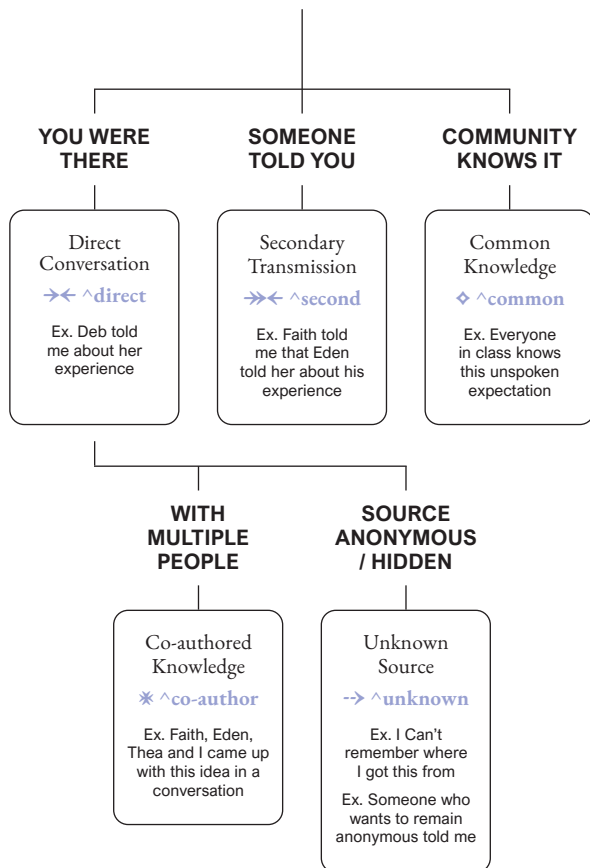 YOU WERE
THERE
SOMEONE
TOLD YOU
COMMUNITY
KNOWS IT
Direct
Conversation
→← ^direct
Ex. Deb told
me about her
experience
Secondary
Transmission
↠← ^second
Ex. Faith told
me that Eden
told her about his
experience
Common
Knowledge
⟡ ^common
Ex. Everyone
in class knows
this unspoken
expectation
WITH
MULTIPLE
PEOPLE
SOURCE
ANONYMOUS
/ HIDDEN
Co-authored
Knowledge
^co-author
Ex. Faith, Eden,
Thea and I came up
with this idea in a
conversation
Unknown
Source
⇢ ^unknown
Ex. I Can't
remember where
I got this from
Ex. Someone who
wants to remain
anonymous told me